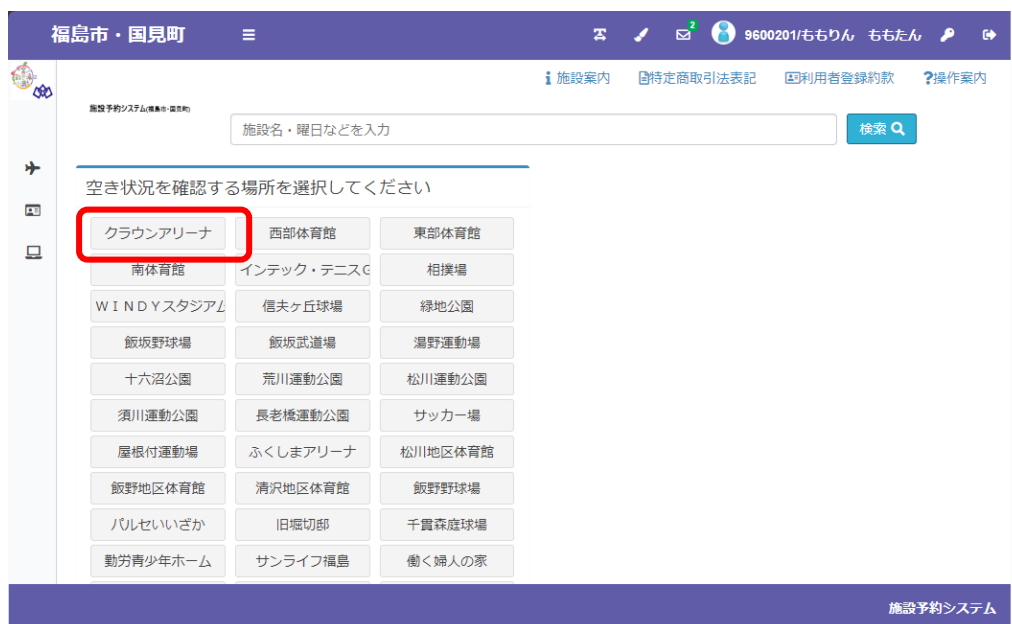 福島市・国見町
2
9600201/ももりん ももたん
施設案内 特定商取引法表記 利用者登録約款 ?操作案内
施設予約システム(福島市・国見町)
施設名・曜日などを入力 検索
空き状況を確認する場所を選択してください
クラウンアリーナ 西部体育館 東部体育館
南体育館 インテック・テニスG 相撲場
ＷＩＮＤＹスタジアム 信夫ヶ丘球場 緑地公園
飯坂野球場 飯坂武道場 湯野運動場
十六沼公園 荒川運動公園 松川運動公園
須川運動公園 長老橋運動公園 サッカー場
屋根付運動場 ふくしまアリーナ 松川地区体育館
飯野地区体育館 清沢地区体育館 飯野野球場
パルセいいざか 旧堀切邸 千貫森庭球場
勤労青少年ホーム サンライフ福島 働く婦人の家
施設予約システム